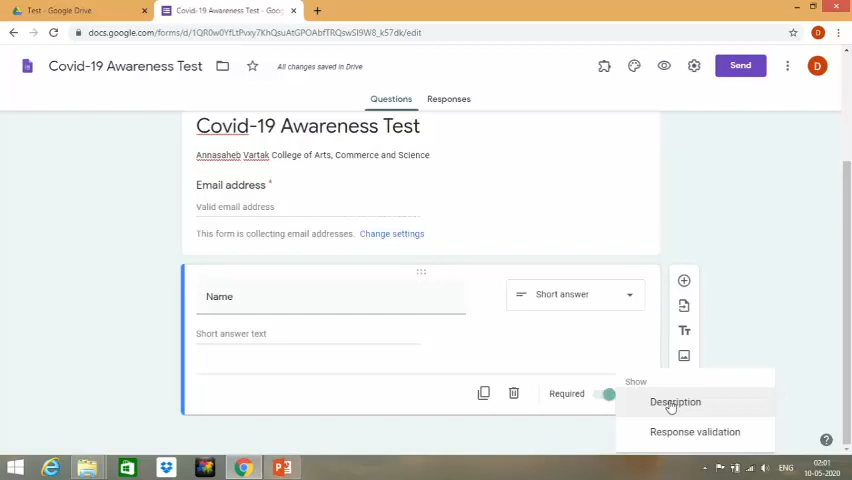 Test - Google Drive
Covid-19 Awareness Test - Goog
docs.google.com/forms/d/1QR0w0YfLtPvxy7KhQsuAtGPOAbfTRQswSl9W8_k57dk/edit
D
Covid-19 Awareness Test
All changes saved in Drive
Send
D
Questions
Responses
Covid-19 Awareness Test
Annasaheb Vartak College of Arts, Commerce and Science
Email address *
Valid email address
This form is collecting email addresses. Change settings
Name
Short answer
Short answer text
Tт
Required
Show
Description
Response validation
ENG
02:01
10-05-2020